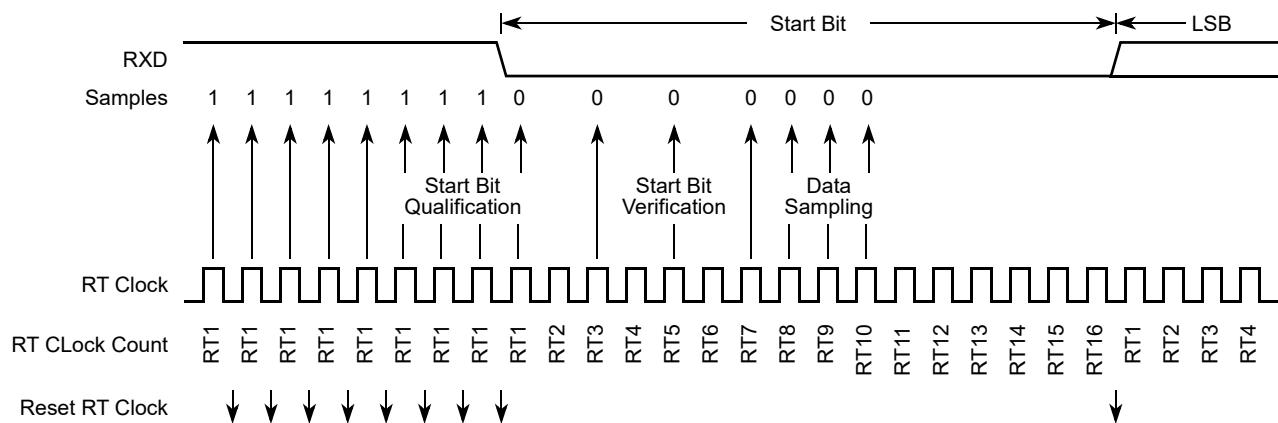 Start Bit LSB
RXD
Samples 1 1 1 1 1 1 1 1 0 0 0 0 0 0 0
Start Bit Start Bit Data
Qualification Verification Sampling
RT Clock
RT CLock Count RT1 RT1 RT1 RT1 RT1 RT1 RT1 RT1 RT1 RT2 RT3 RT4 RT5 RT6 RT7 RT8 RT9 RT10 RT11 RT12 RT13 RT14 RT15 RT16 RT1 RT2 RT3 RT4
Reset RT Clock